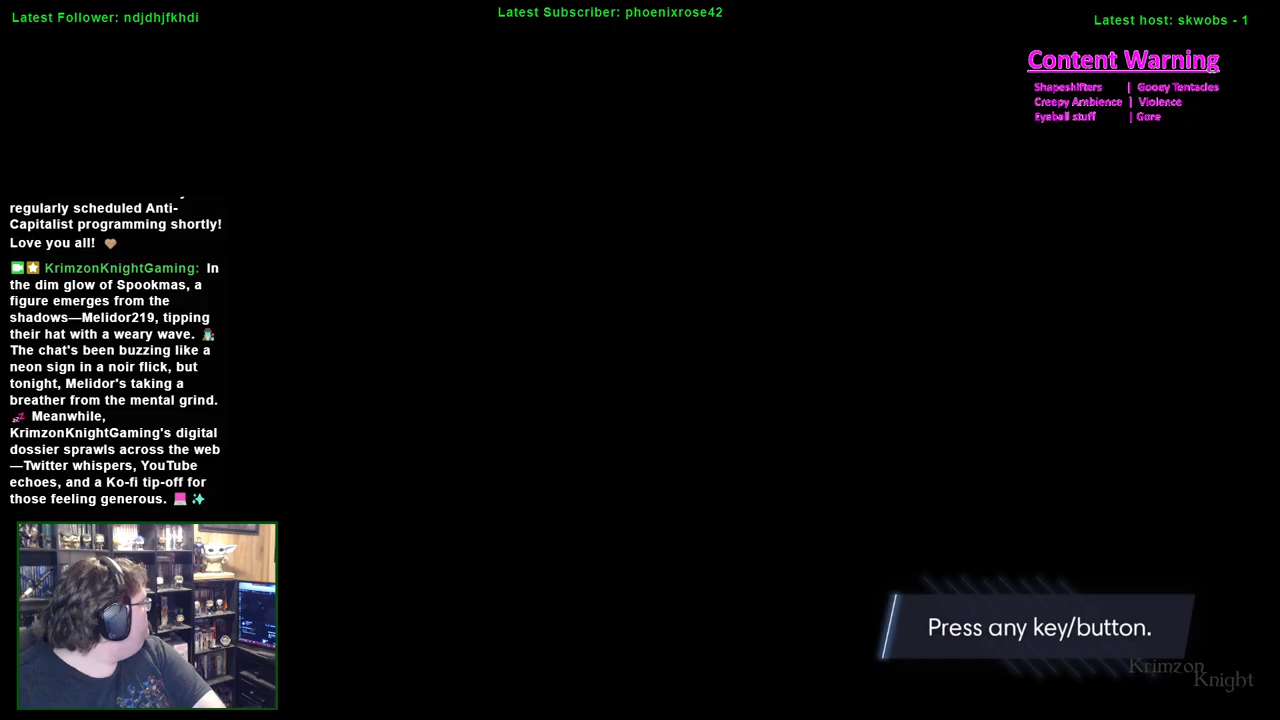 Latest Follower: ndjdhjfkhdi
Latest Subscriber: phoenixrose42
Latest host: skwobs - 1
Content Warning
Shapeshifters | Gooey Tentacles
Creepy Ambience | Violence
Eyeball stuff | Gore
regularly scheduled Anti-
Capitalist programming shortly!
Love you all! 🤎
KrimzonKnightGaming: In
the dim glow of Spookmas, a
figure emerges from the
shadows—Melidor219, tipping
their hat with a weary wave.
The chat's been buzzing like a
neon sign in a noir flick, but
tonight, Melidor's taking a
breather from the mental grind.
💤 Meanwhile,
KrimzonKnightGaming's digital
dossier sprawls across the web
—Twitter whispers, YouTube
echoes, and a Ko-fi tip-off for
those feeling generous. 💻 ✨
Press any key/button.
Krimzon
Knight